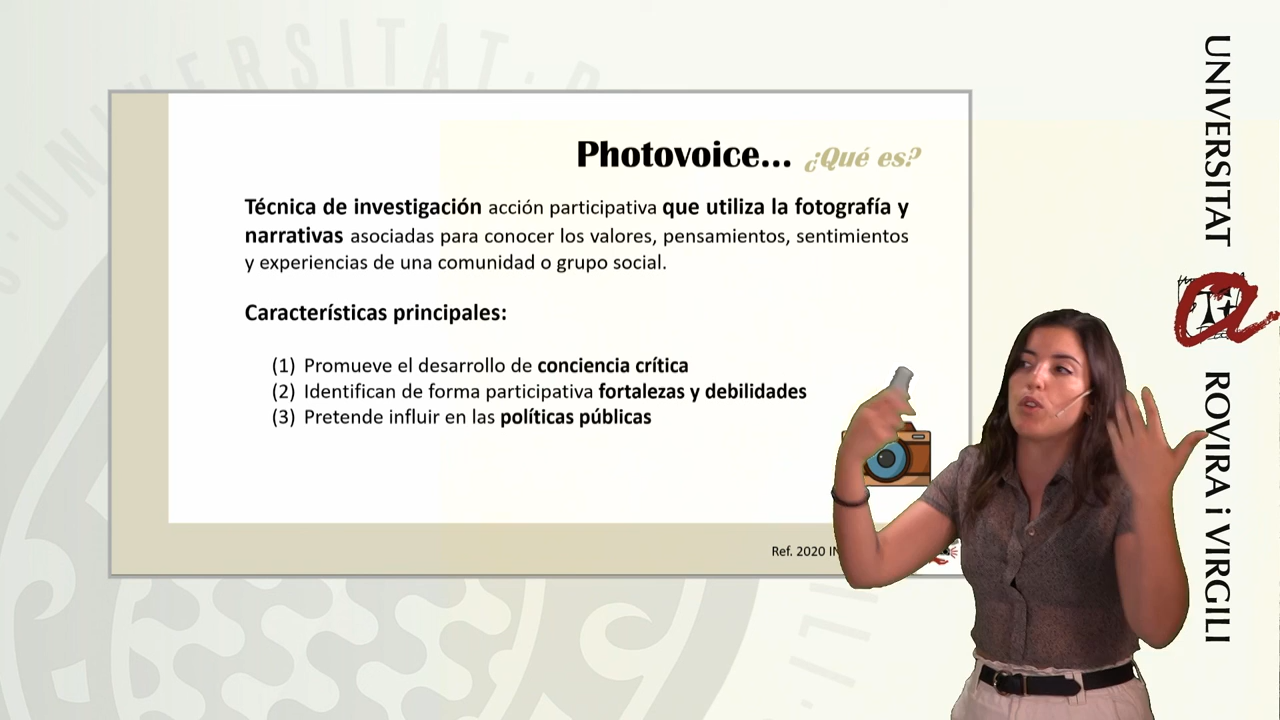 Photovoice... ¿Qué es?
Técnica de investigación acción participativa que utiliza la fotografía y
narrativas asociadas para conocer los valores, pensamientos, sentimientos
y experiencias de una comunidad o grupo social.
Características principales:
(1) Promueve el desarrollo de conciencia crítica
(2) Identifican de forma participativa fortalezas y debilidades
(3) Pretende influir en las políticas públicas
Ref. 2020
UNIVERSITAT
ROVIRA i VIRGILI